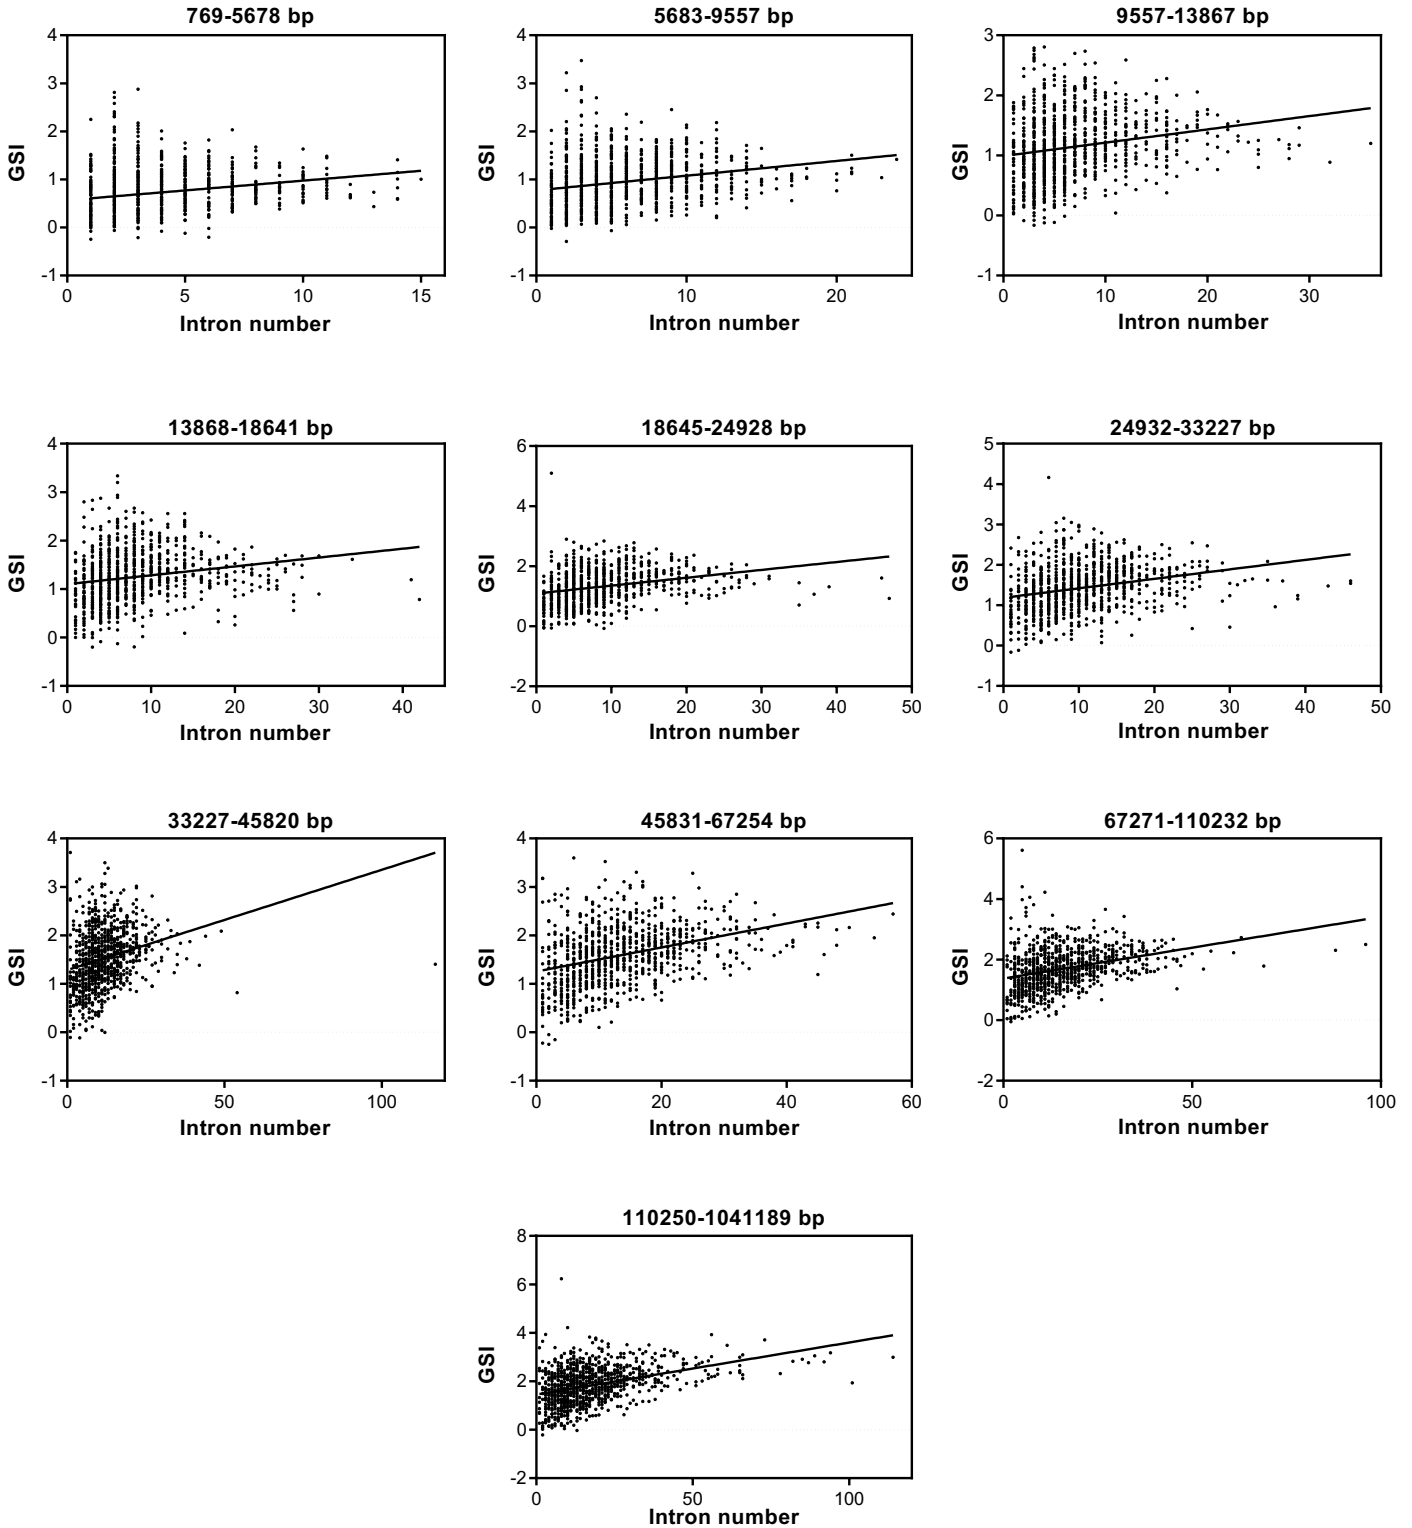 769-5678 bp
4
3
2
1
0
-1
GSI
0 5 10 15
Intron number
5683-9557 bp
4
3
2
1
0
-1
GSI
0 10 20
Intron number
9557-13867 bp
3
2
1
0
-1
GSI
0 10 20 30
Intron number
13868-18641 bp
4
3
2
1
0
-1
GSI
0 10 20 30 40
Intron number
18645-24928 bp
6
4
2
0
-2
GSI
0 10 20 30 40 50
Intron number
24932-33227 bp
5
4
3
2
1
0
-1
GSI
0 10 20 30 40 50
Intron number
33227-45820 bp
4
3
2
1
0
-1
GSI
0 50 100
Intron number
45831-67254 bp
4
3
2
1
0
-1
GSI
0 20 40 60
Intron number
67271-110232 bp
6
4
2
0
-2
GSI
0 50 100
Intron number
110250-1041189 bp
8
6
4
2
0
-2
GSI
0 50 100
Intron number